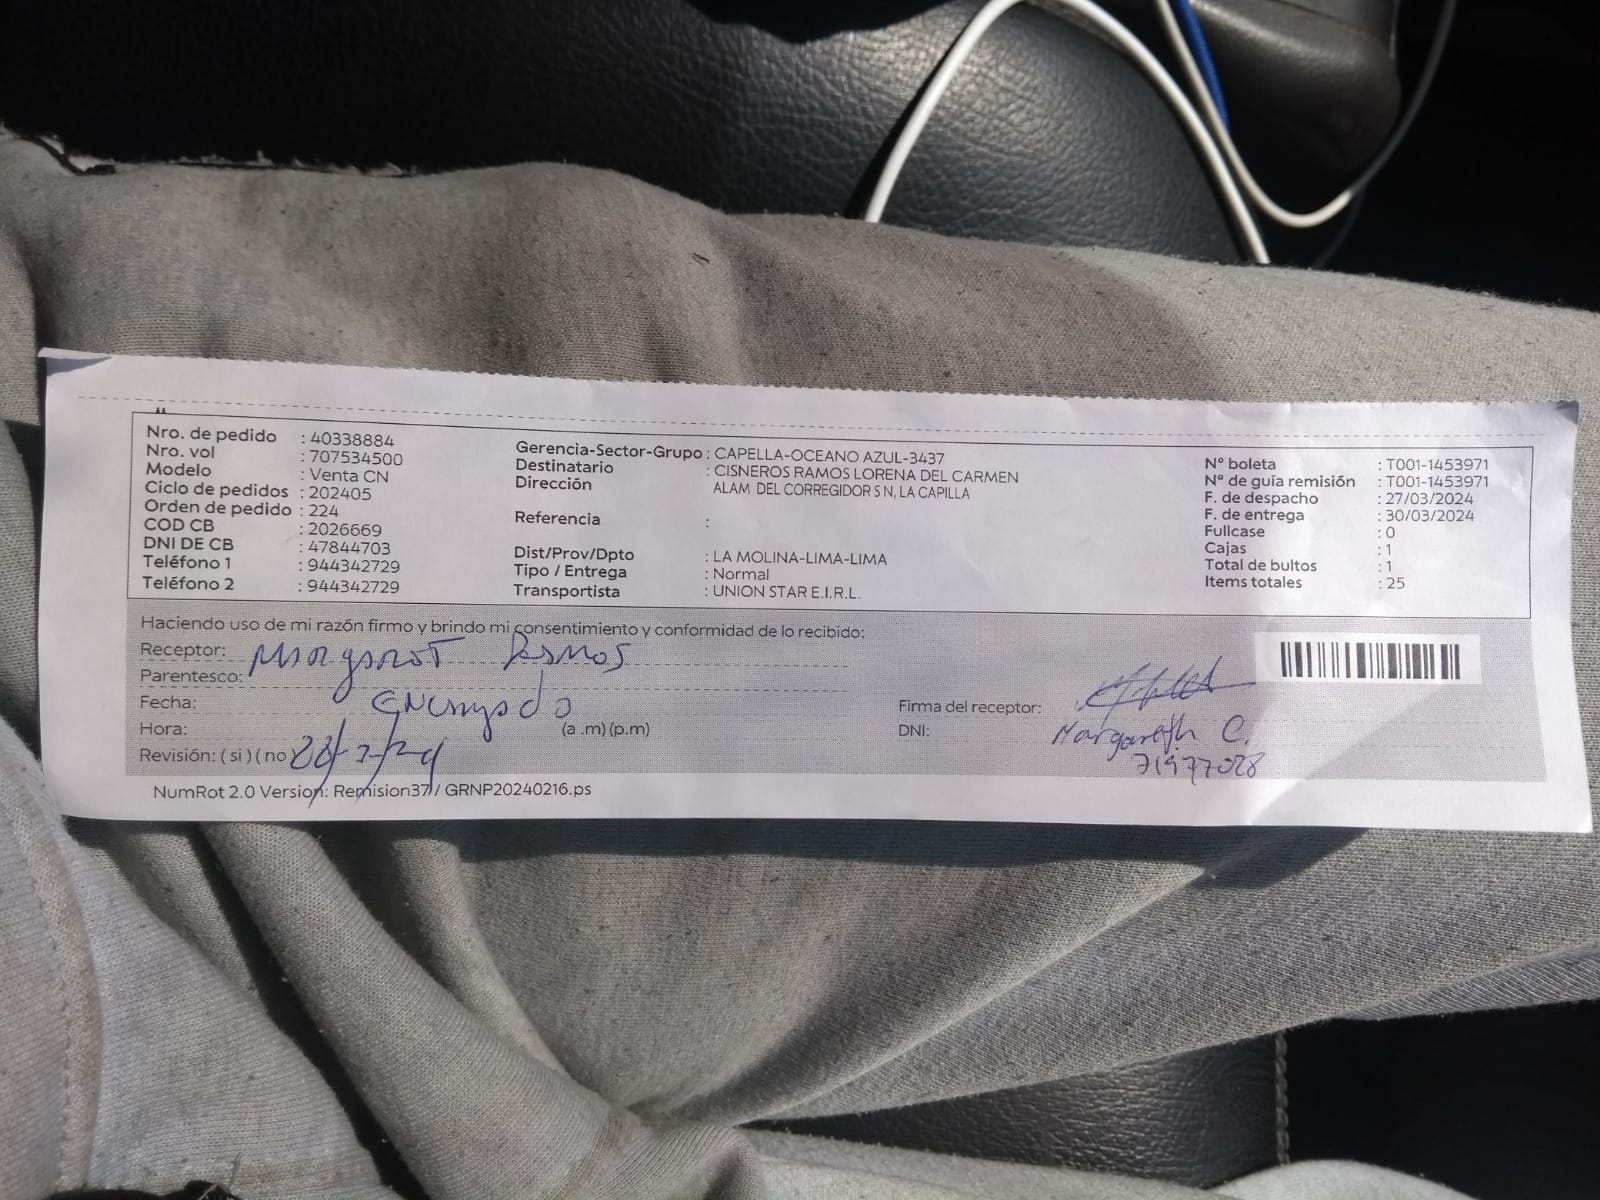 Nro. de pedido : 40338884
Nro. vol : 707534500
Modelo : Venta CN
Ciclo de pedidos : 202405
Orden de pedido : 224
COD CB : 2026669
DNI DE CB : 47844703
Teléfono 1 : 944342729
Teléfono 2 : 944342729
Gerencia-Sector-Grupo : CAPELLA-OCEANO AZUL-3437
Destinatario : CISNEROS RAMOS LORENA DEL CARMEN
Dirección ALAM DEL CORREGIDOR S N, LA CAPILLA
Referencia :
Dist/Prov/Dpto : LA MOLINA-LIMA-LIMA
Tipo / Entrega : Normal
Transportista : UNION STAR E.I.R.L.
N° boleta : T001-1453971
N° de guía remisión : T001-1453971
F. de despacho : 27/03/2024
F. de entrega : 30/03/2024
Fullcase : 0
Cajas : 1
Total de bultos : 1
Items totales : 25
Haciendo uso de mi razón firmo y brindo mi consentimiento y conformidad de lo recibido:
Receptor: Margarot Ramos
Parentesco:
Fecha:
Hora: (a .m) (p.m)
Revisión: ( si ) ( no
Firma del receptor:
DNI: Margareth C.
71977028
NumRot 2.0 Version: Remision37 / GRNP20240216.ps